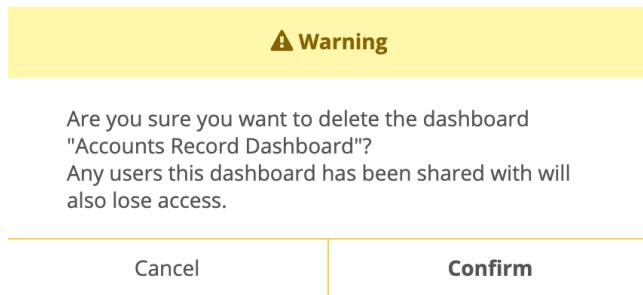 Warning
Are you sure you want to delete the dashboard
"Accounts Record Dashboard"?
Any users this dashboard has been shared with will
also lose access.
Cancel
Confirm